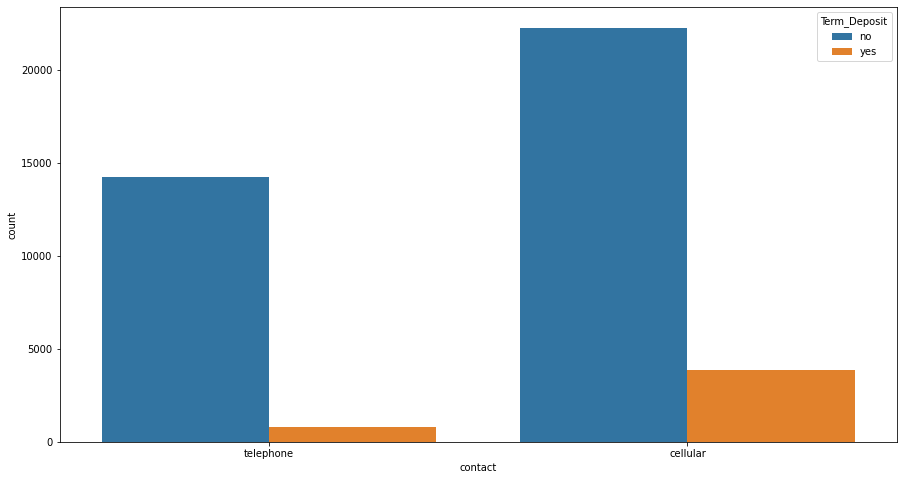 Term_Deposit
no
yes
20000
15000
10000
5000
0
count
telephone
cellular
contact